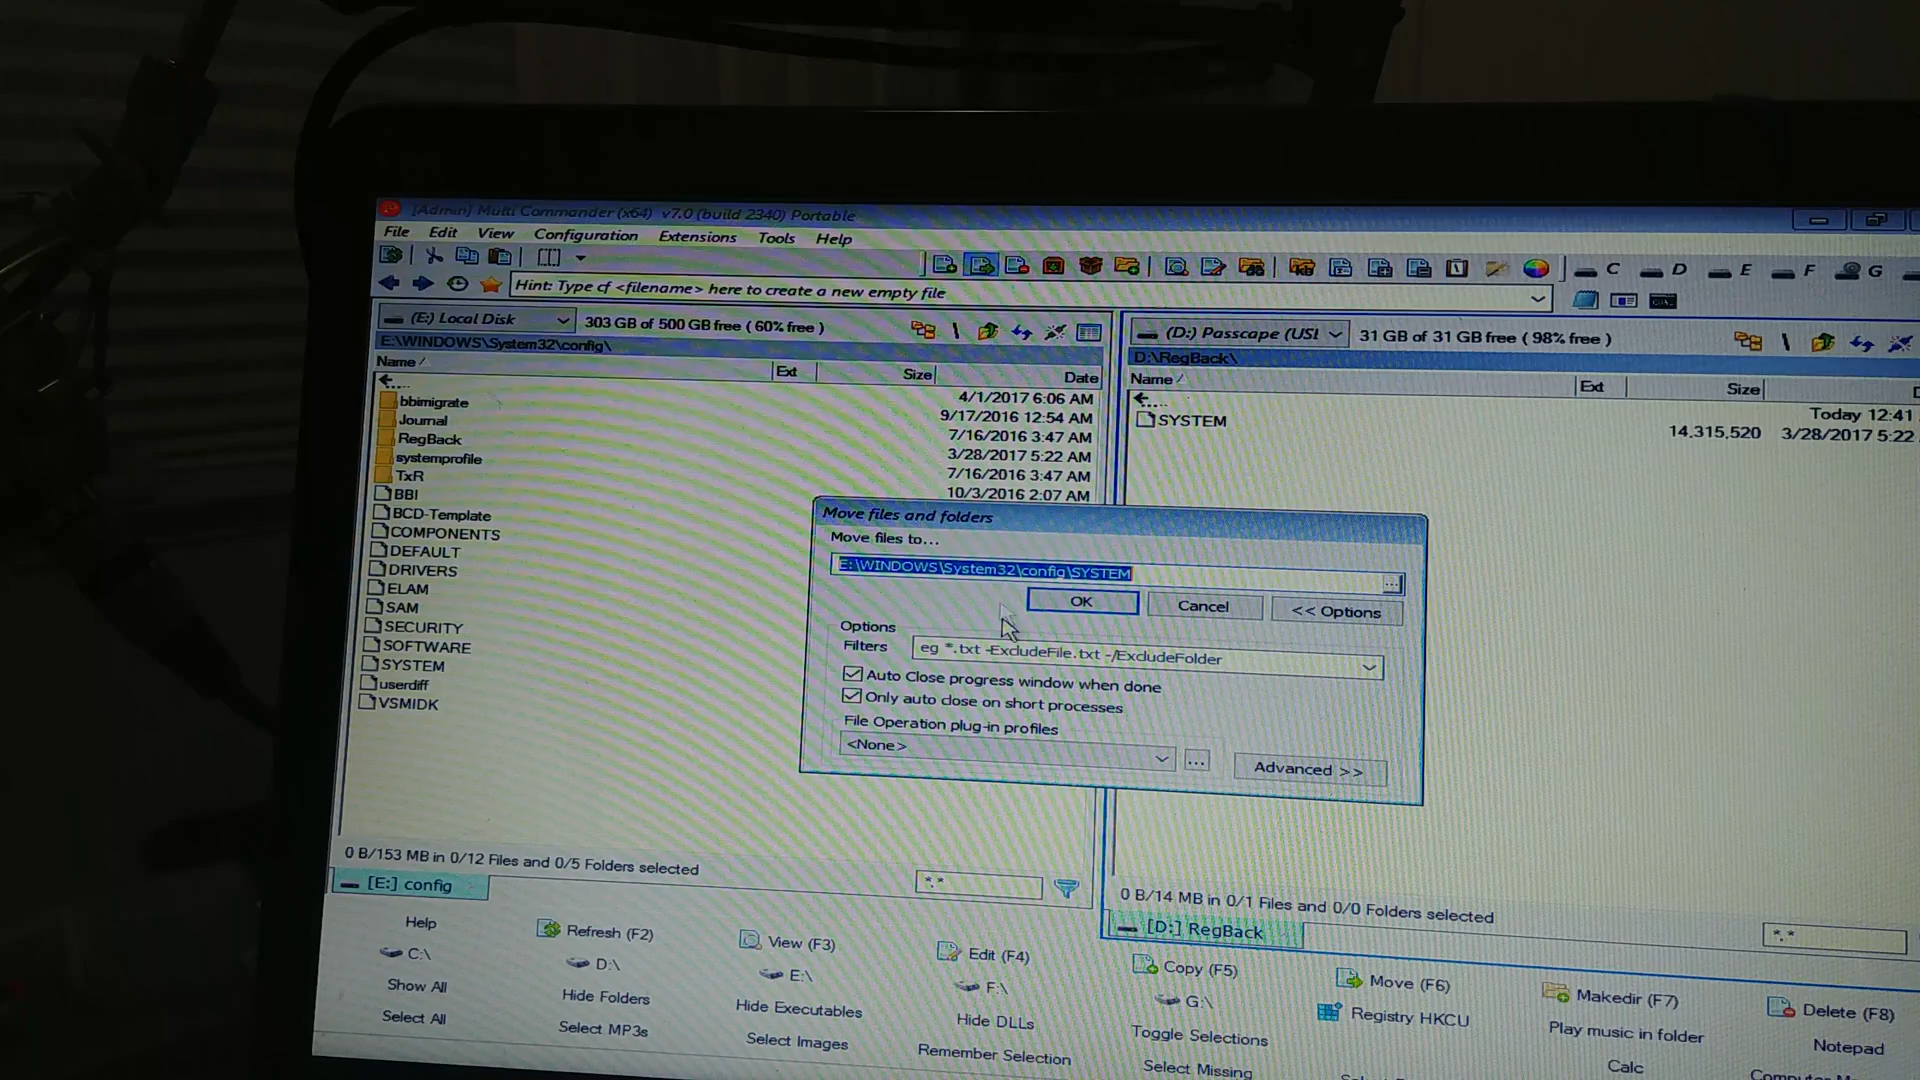 [Admin] Multi Commander (x64) v7.0 (build 2340) Portable
File Edit View Configuration Extensions Tools Help
C D E F G
Hint: Type cf <filename> here to create a new empty file
(E:) Local Disk 303 GB of 500 GB free ( 60% free )
E:\WINDOWS\System32\config\
Name Ext Size Date
..
bbimigrate 4/1/2017 6:06 AM
Journal 9/17/2016 12:54 AM
RegBack 7/16/2016 3:47 AM
systemprofile 3/28/2017 5:22 AM
TxR 7/16/2016 3:47 AM
BBI 10/3/2016 2:07 AM
BCD-Template
COMPONENTS
DEFAULT
DRIVERS
ELAM
SAM
SECURITY
SOFTWARE
SYSTEM
userdiff
VSMIDK
0 B/153 MB in 0/12 Files and 0/5 Folders selected
[E:] config
*.*
(D:) Passcape (USI 31 GB of 31 GB free ( 98% free )
D:\RegBack\
Name Ext Size D
..
Today 12:41
SYSTEM 14,315,520 3/28/2017 5:22
0 B/14 MB in 0/1 Files and 0/0 Folders selected
[D:] RegBack
*.*
Move files and folders
Move files to...
E:\WINDOWS\System32\config\SYSTEM
...
OK Cancel << Options
Options
Filters eg *.txt -ExcludeFile.txt -/ExcludeFolder
Auto Close progress window when done
Only auto close on short processes
File Operation plug-in profiles
<None> ... Advanced >>
Help Refresh (F2) View (F3) Edit (F4) Copy (F5) Move (F6) Makedir (F7) Delete (F8)
C:\ D:\ E:\ F:\ G:\ Registry HKCU Play music in folder Notepad
Show All Hide Folders Hide Executables Hide DLLs Toggle Selections Calc
Select All Select MP3s Select Images Remember Selection Select Missing